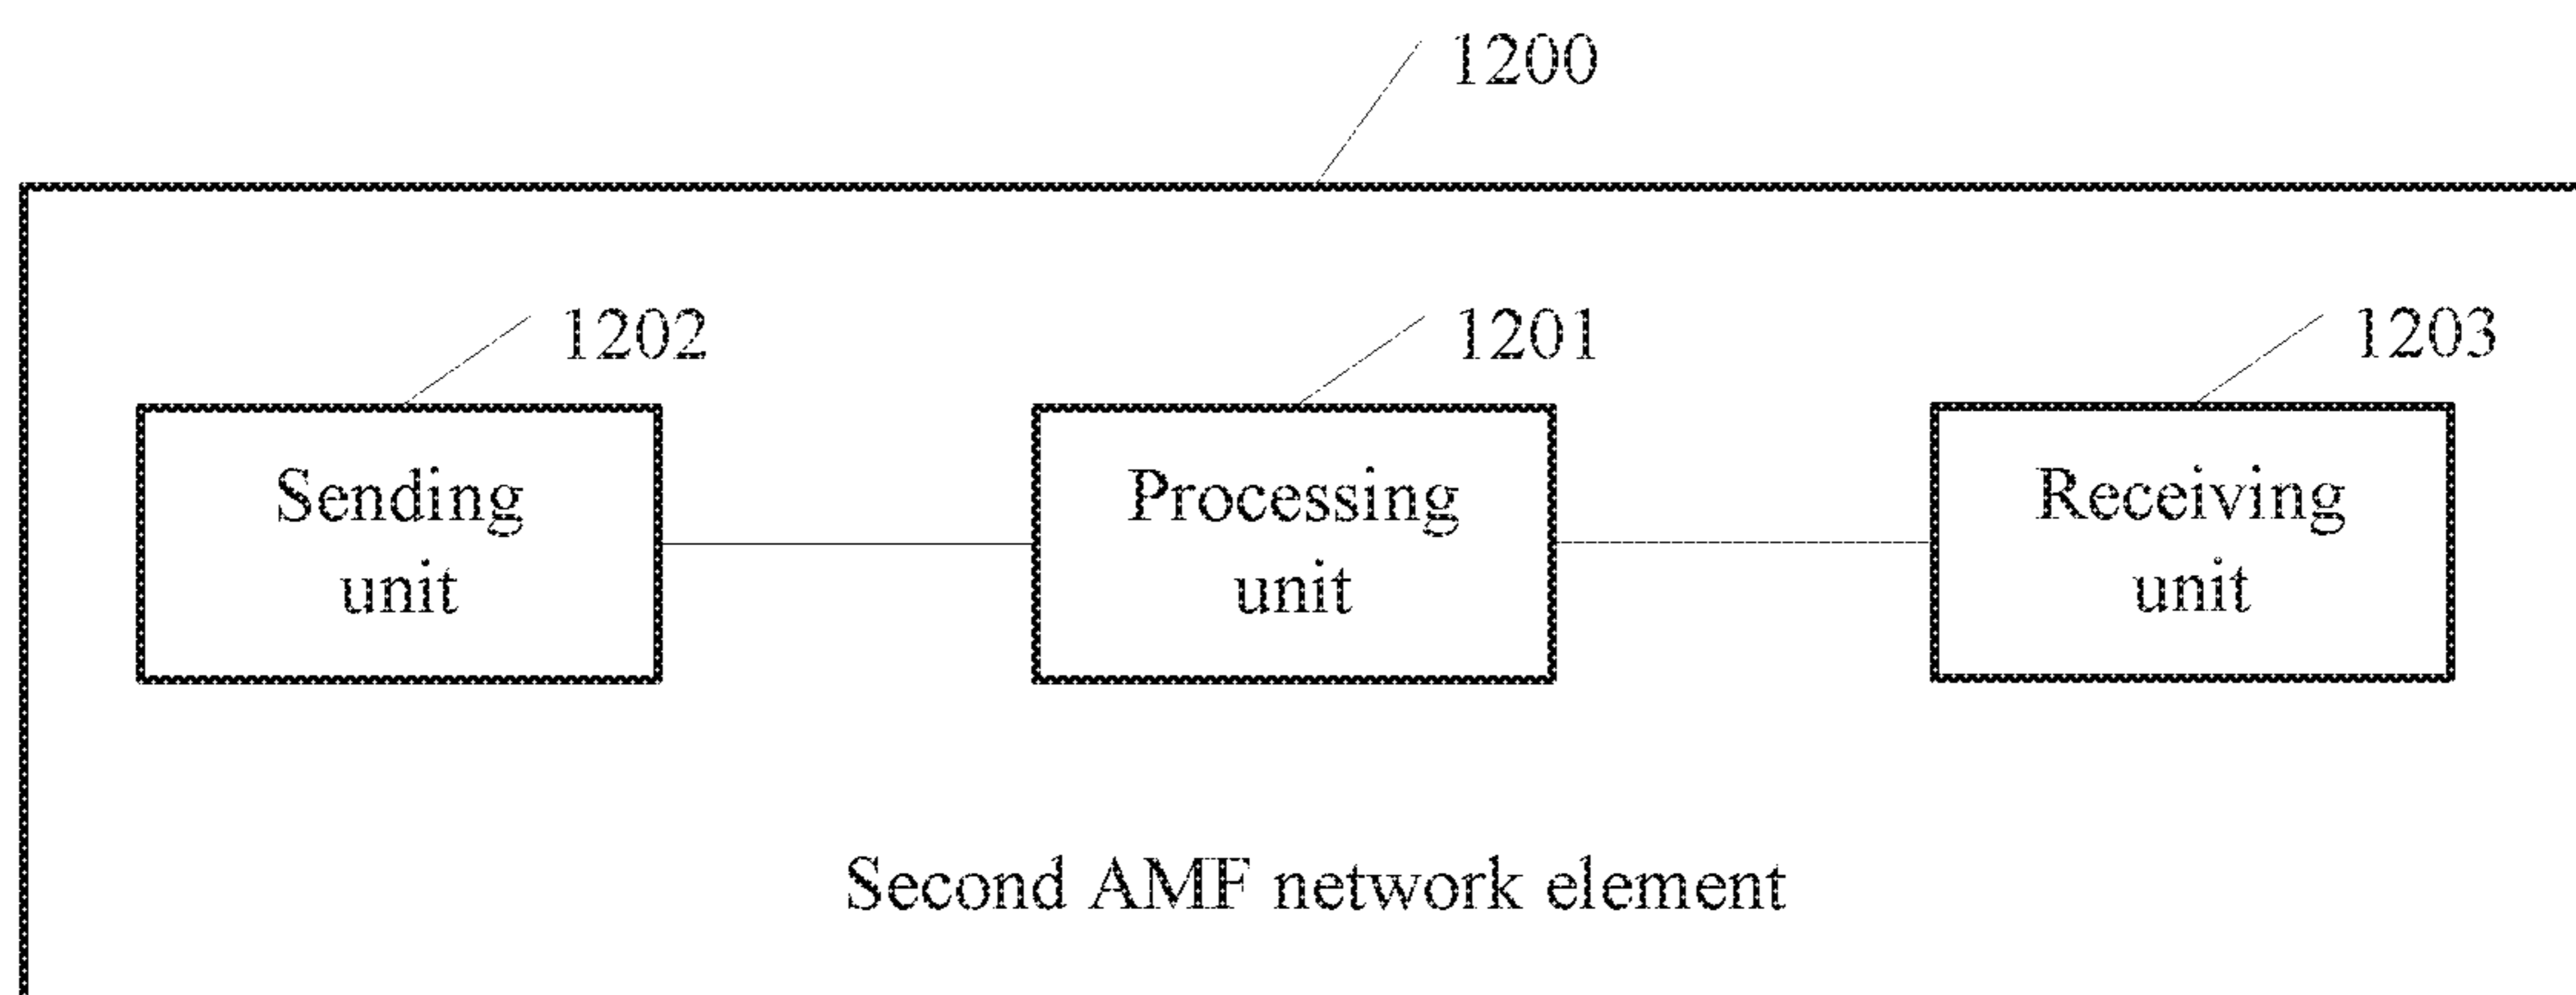 1200
1202
1201
1203
Sending
unit
Processing
unit
Receiving
unit
Second AMF network element